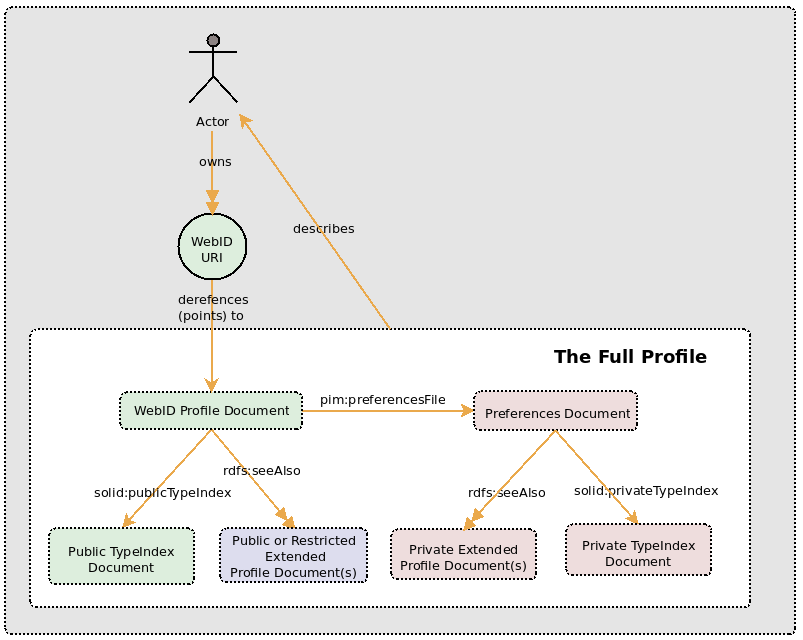 Actor
owns
describes
WebID
URI
derefences
(points) to
The Full Profile
WebID Profile Document
pim:preferencesFile
Preferences Document
rdfs:seeAlso
solid:publicTypeIndex
rdfs:seeAlso
solid:privateTypeIndex
Public TypeIndex
Document
Public or Restricted
Extended
Profile Document(s)
Private Extended
Profile Document(s)
Private TypeIndex
Document